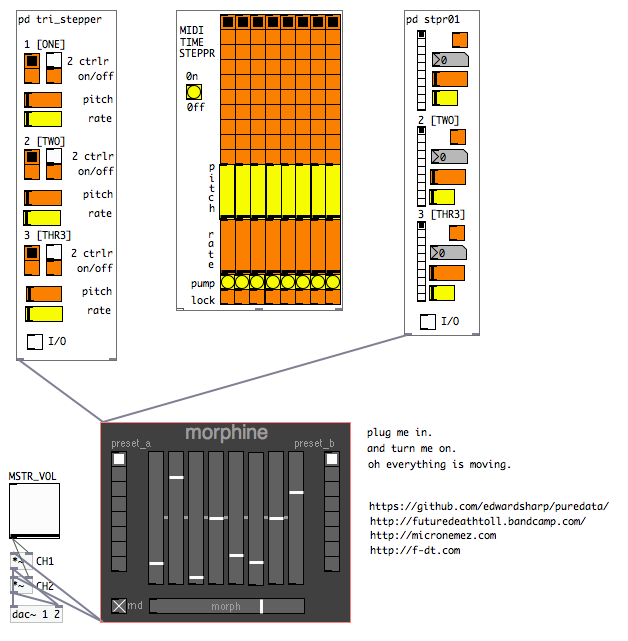 pd tri_stepper
1 [ONE]
2 ctrlr
on/off
pitch
rate
2 [TWO]
2 ctrlr
on/off
pitch
rate
3 [THR3]
2 ctrlr
on/off
pitch
rate
I/O
MIDI
TIME
STEPPR
0n
0ff
pitch
rate
pump
lock
pd stpr01
0
2 [TWO]
0
3 [THR3]
0
I/O
morphine
preset_a
preset_b
md
morph
plug me in.
and turn me on.
oh everything is moving.
https://github.com/edwardsharp/puredata/
http://futuredeathtoll.bandcamp.com/
http://micronemez.com
http://f-dt.com
MSTR_VOL
*~ CH1
*~ CH2
dac~ 1 2